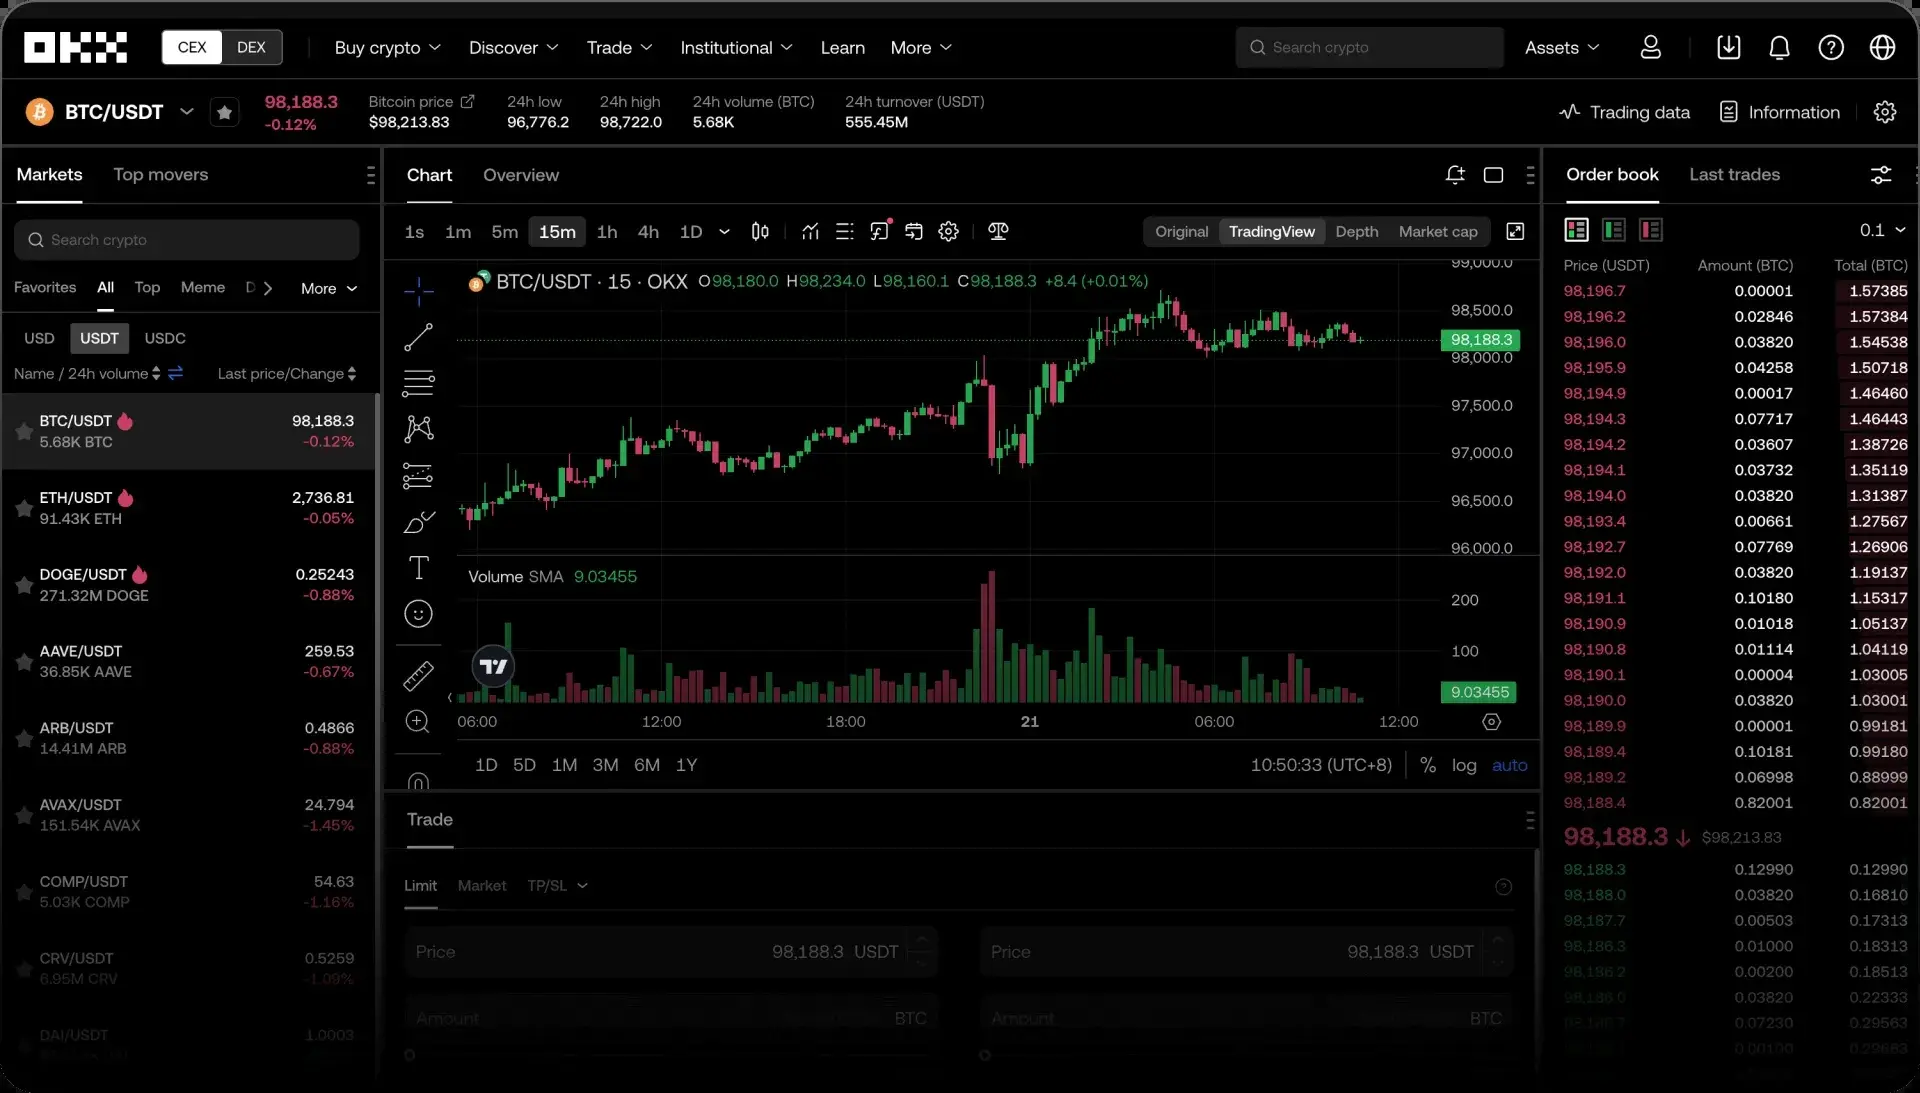 OKX CEX DEX Buy crypto Discover Trade Institutional Learn More Search crypto Assets
BTC/USDT 98,188.3 -0.12%
Bitcoin price $98,213.83
24h low 96,776.2
24h high 98,722.0
24h volume (BTC) 5.68K
24h turnover (USDT) 555.45M
Trading data Information
Markets Top movers
Search crypto
Favorites All Top Meme D More
USD USDT USDC
Name / 24h volume Last price/Change
BTC/USDT 98,188.3
5.68K BTC -0.12%
ETH/USDT 2,736.81
91.43K ETH -0.05%
DOGE/USDT 0.25243
271.32M DOGE -0.88%
AAVE/USDT 259.53
36.85K AAVE -0.67%
ARB/USDT 0.4866
14.41M ARB -0.88%
AVAX/USDT 24.794
151.54K AVAX -1.45%
COMP/USDT 54.63
5.03K COMP -1.16%
CRV/USDT 0.5259
6.95M CRV -1.09%
DAI/USDT 1.0003
Chart Overview
1s 1m 5m 15m 1h 4h 1D
Original TradingView Depth Market cap
BTC/USDT · 15 · OKX O98,180.0 H98,234.0 L98,160.1 C98,188.3 +8.4 (+0.01%)
99,000.0
98,500.0
98,188.3
98,000.0
97,500.0
97,000.0
96,500.0
96,000.0
Volume SMA 9.03455
200
100
9.03455
06:00 12:00 18:00 21 06:00 12:00
1D 5D 1M 3M 6M 1Y 10:50:33 (UTC+8) % log auto
Trade
Limit Market TP/SL
Price 98,188.3 USDT Price 98,188.3 USDT
Amount BTC Amount BTC
Order book Last trades
0.1
Price (USDT) Amount (BTC) Total (BTC)
98,196.7 0.00001 1.57385
98,196.2 0.02846 1.57384
98,196.0 0.03820 1.54538
98,195.9 0.04258 1.50718
98,194.9 0.00017 1.46460
98,194.3 0.07717 1.46443
98,194.2 0.03607 1.38726
98,194.1 0.03732 1.35119
98,194.0 0.03820 1.31387
98,193.4 0.00661 1.27567
98,192.7 0.07769 1.26906
98,192.0 0.03820 1.19137
98,191.1 0.10180 1.15317
98,190.9 0.01018 1.05137
98,190.8 0.01114 1.04119
98,190.1 0.00004 1.03005
98,190.0 0.03820 1.03001
98,189.9 0.00001 0.99181
98,189.4 0.10181 0.99180
98,189.2 0.06998 0.88999
98,188.4 0.82001 0.82001
98,188.3 $98,213.83
98,188.3 0.12990 0.12990
98,188.0 0.03820 0.16810
98,187.7 0.00503 0.17313
98,186.3 0.01000 0.18313
98,186.2 0.00200 0.18513
98,186.0 0.03820 0.22333
0.07230 0.29563
0.00100